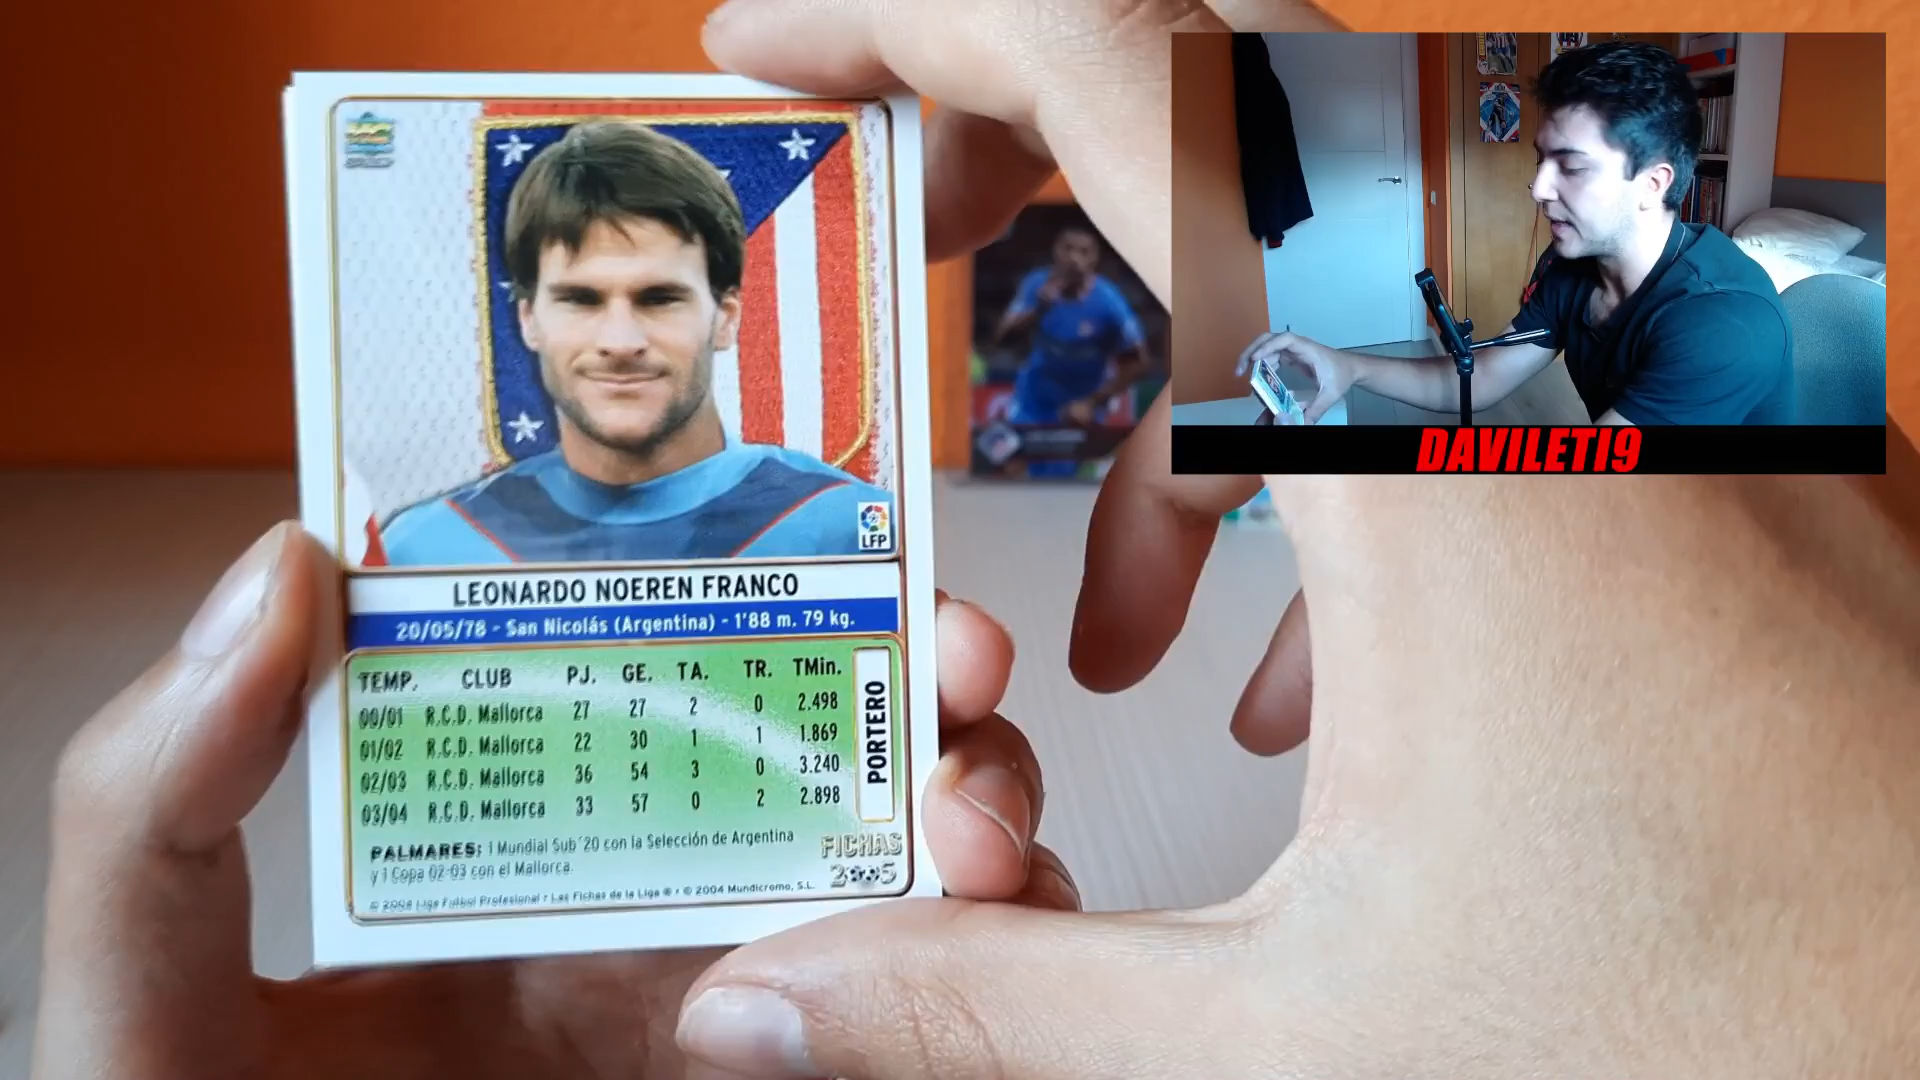 LFP
LEONARDO NOEREN FRANCO
20/05/78 - San Nicolás (Argentina) - 1'88 m. 79 kg.
TEMP. CLUB PJ. GE. TA. TR. TMin.
00/01 R.C.D. Mallorca 27 27 2 0 2.498
01/02 R.C.D. Mallorca 22 30 1 1 1.869
02/03 R.C.D. Mallorca 36 54 3 0 3.240
03/04 R.C.D. Mallorca 33 57 0 2 2.898
PORTERO
PALMARES: 1 Mundial Sub´20 con la Selección de Argentina
y 1 Copa 02-03 con el Mallorca.
FICHAS
2005
© 2004 Liga Fútbol Profesional • Las Fichas de la Liga ® • © 2004 Mundicromo, S.L.
DAVILETI9